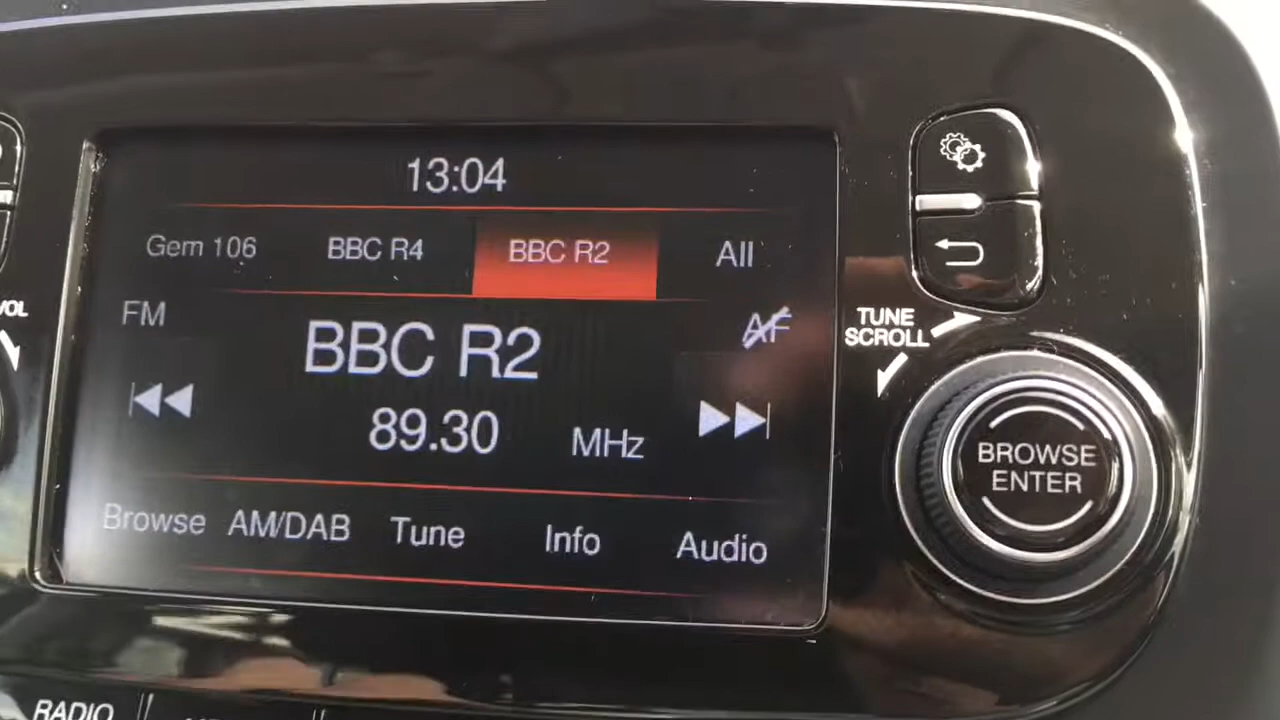 13:04
Gem 106 BBC R4 BBC R2 All
FM
BBC R2
AF
89.30 MHz
Browse AM/DAB Tune Info Audio
VOL
TUNE
SCROLL
BROWSE
ENTER
RADIO